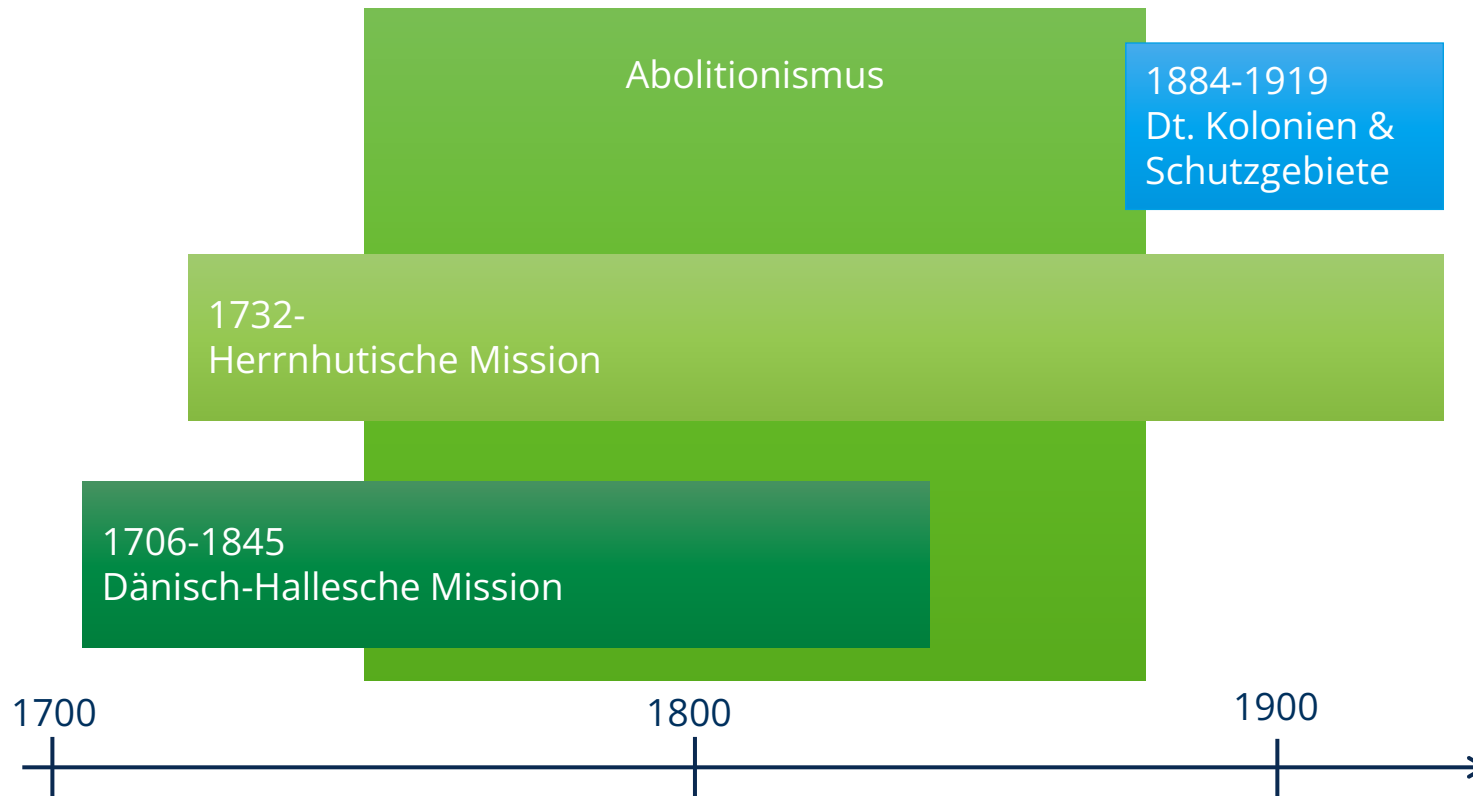 Abolitionismus
1884-1919
Dt. Kolonien &
Schutzgebiete
1732-
Herrnhutische Mission
1706-1845
Dänisch-Hallesche Mission
1700
1800
1900